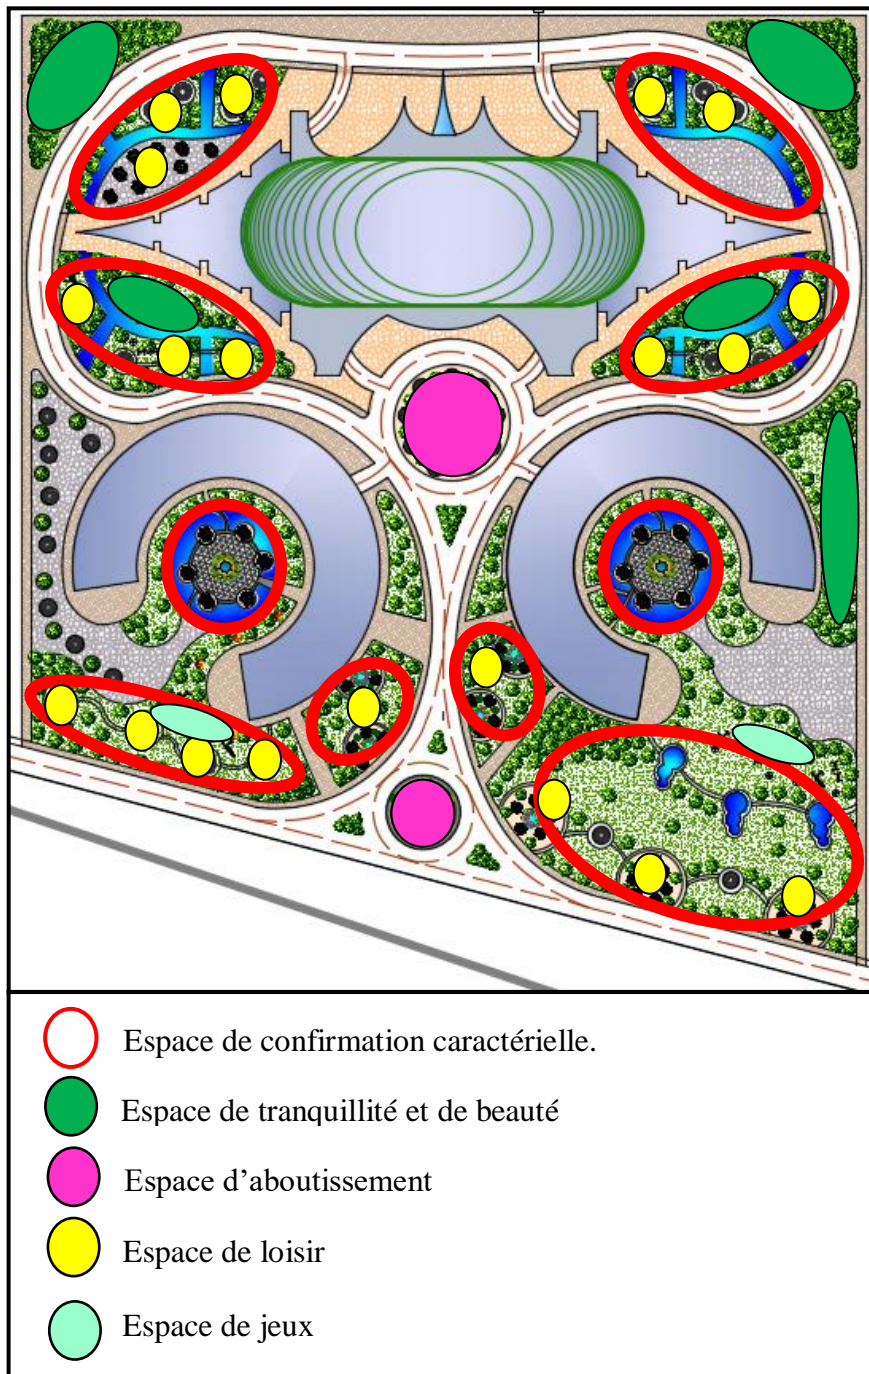 Espace de confirmation caractérielle.
Espace de tranquillité et de beauté
Espace d’aboutissement
Espace de loisir
Espace de jeux